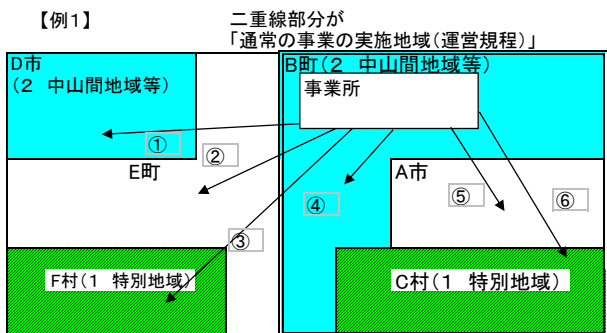 【例1】
二重線部分が
「通常の事業の実施地域(運営規程)」
D市
(2 中山間地域等)
B町(2 中山間地域等)
事業所
①
②
E町
A市
④
⑤
⑥
③
F村(1 特別地域)
C村(1 特別地域)